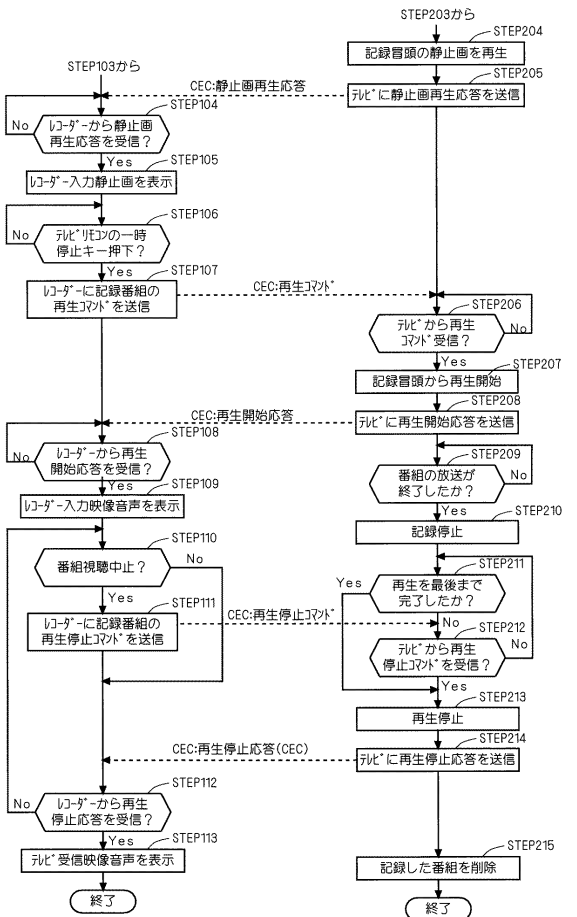 STEP103から
STEP104
No
ﾚｺｰﾀﾞｰから静止画
再生応答を受信？
Yes
STEP105
ﾚｺｰﾀﾞｰ入力静止画を表示
STEP106
No
ﾃﾚﾋﾞﾘﾓｺﾝの一時
停止キー押下？
Yes
STEP107
ﾚｺｰﾀﾞｰに記録番組の
再生ｺﾏﾝﾄﾞを送信
STEP108
No
ﾚｺｰﾀﾞｰから再生
開始応答を受信？
Yes
STEP109
ﾚｺｰﾀﾞｰ入力映像音声を表示
STEP110
番組視聴中止？
No
Yes
STEP111
ﾚｺｰﾀﾞｰに記録番組の
再生停止ｺﾏﾝﾄﾞを送信
STEP112
No
ﾚｺｰﾀﾞｰから再生
停止応答を受信？
Yes
STEP113
ﾃﾚﾋﾞ受信映像音声を表示
終了
CEC:静止画再生応答
CEC:再生ｺﾏﾝﾄﾞ
CEC:再生開始応答
CEC:再生停止ｺﾏﾝﾄﾞ
CEC:再生停止応答(CEC)
STEP203から
STEP204
記録冒頭の静止画を再生
STEP205
ﾃﾚﾋﾞに静止画再生応答を送信
STEP206
ﾃﾚﾋﾞから再生
ｺﾏﾝﾄﾞ受信？
No
Yes
STEP207
記録冒頭から再生開始
STEP208
ﾃﾚﾋﾞに再生開始応答を送信
STEP209
番組の放送が
終了したか？
No
Yes
STEP210
記録停止
STEP211
Yes
再生を最後まで
完了したか？
No
STEP212
ﾃﾚﾋﾞから再生
停止ｺﾏﾝﾄﾞを受信？
No
Yes
STEP213
再生停止
STEP214
ﾃﾚﾋﾞに再生停止応答を送信
STEP215
記録した番組を削除
終了